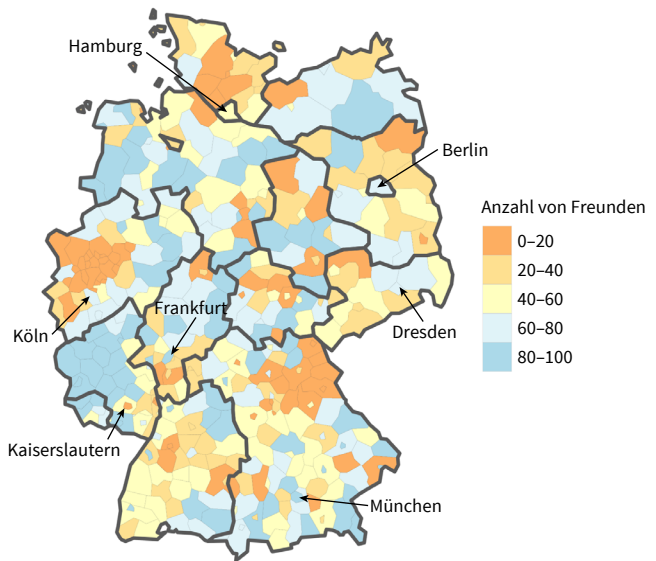 Hamburg
Berlin
Anzahl von Freunden
0–20
20–40
40–60
60–80
80–100
Frankfurt
Köln
Dresden
Kaiserslautern
München